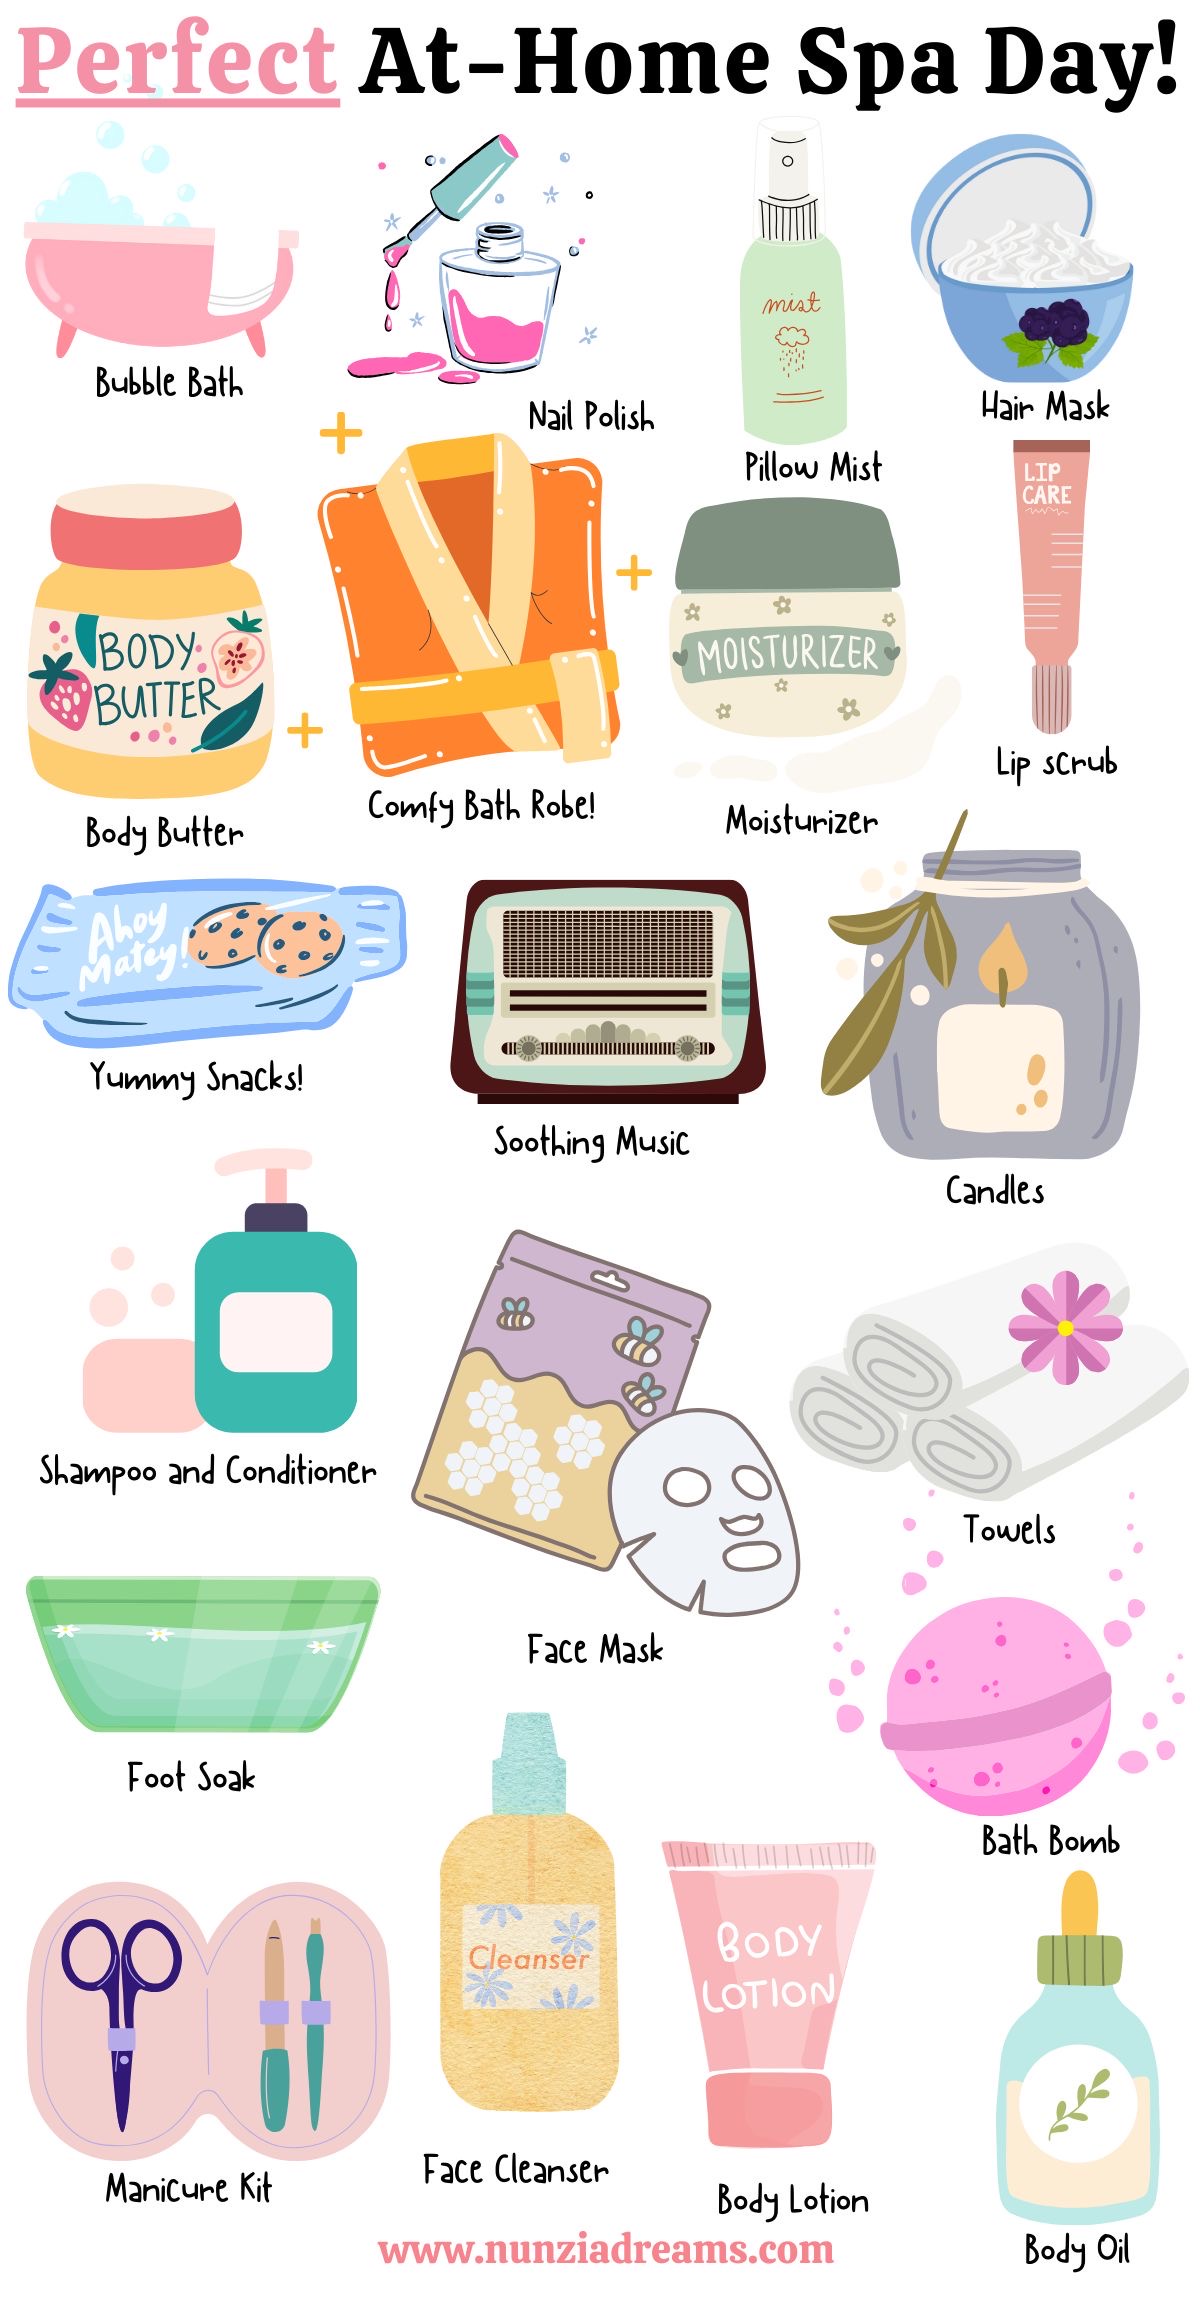 Perfect At-Home Spa Day!
Bubble Bath
Nail Polish
mist
Pillow Mist
Hair Mask
BODY
BUTTER
Body Butter
Comfy Bath Robe!
MOISTURIZER
Moisturizer
LIP
CARE
Lip scrub
Ahoy
Matey!
Yummy Snacks!
Soothing Music
Candles
Shampoo and Conditioner
Face Mask
Towels
Foot Soak
Bath Bomb
Manicure Kit
Cleanser
Face Cleanser
BODY
LOTION
Body Lotion
Body Oil
www.nunziadreams.com